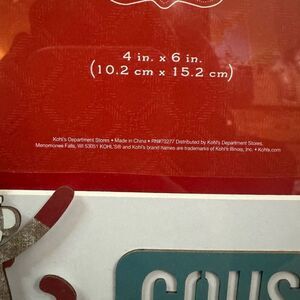 4 in. x 6 in.
(10.2 cm x 15.2 cm)
Kohl's Department Stores • Made in China • RN#73277 Distributed by Kohl's Department Stores,
Menomonee Falls, WI 53051 KOHL'S® and Kohl's brand names are trademarks of Kohl's Illinois, Inc. • Kohls.com
COUS